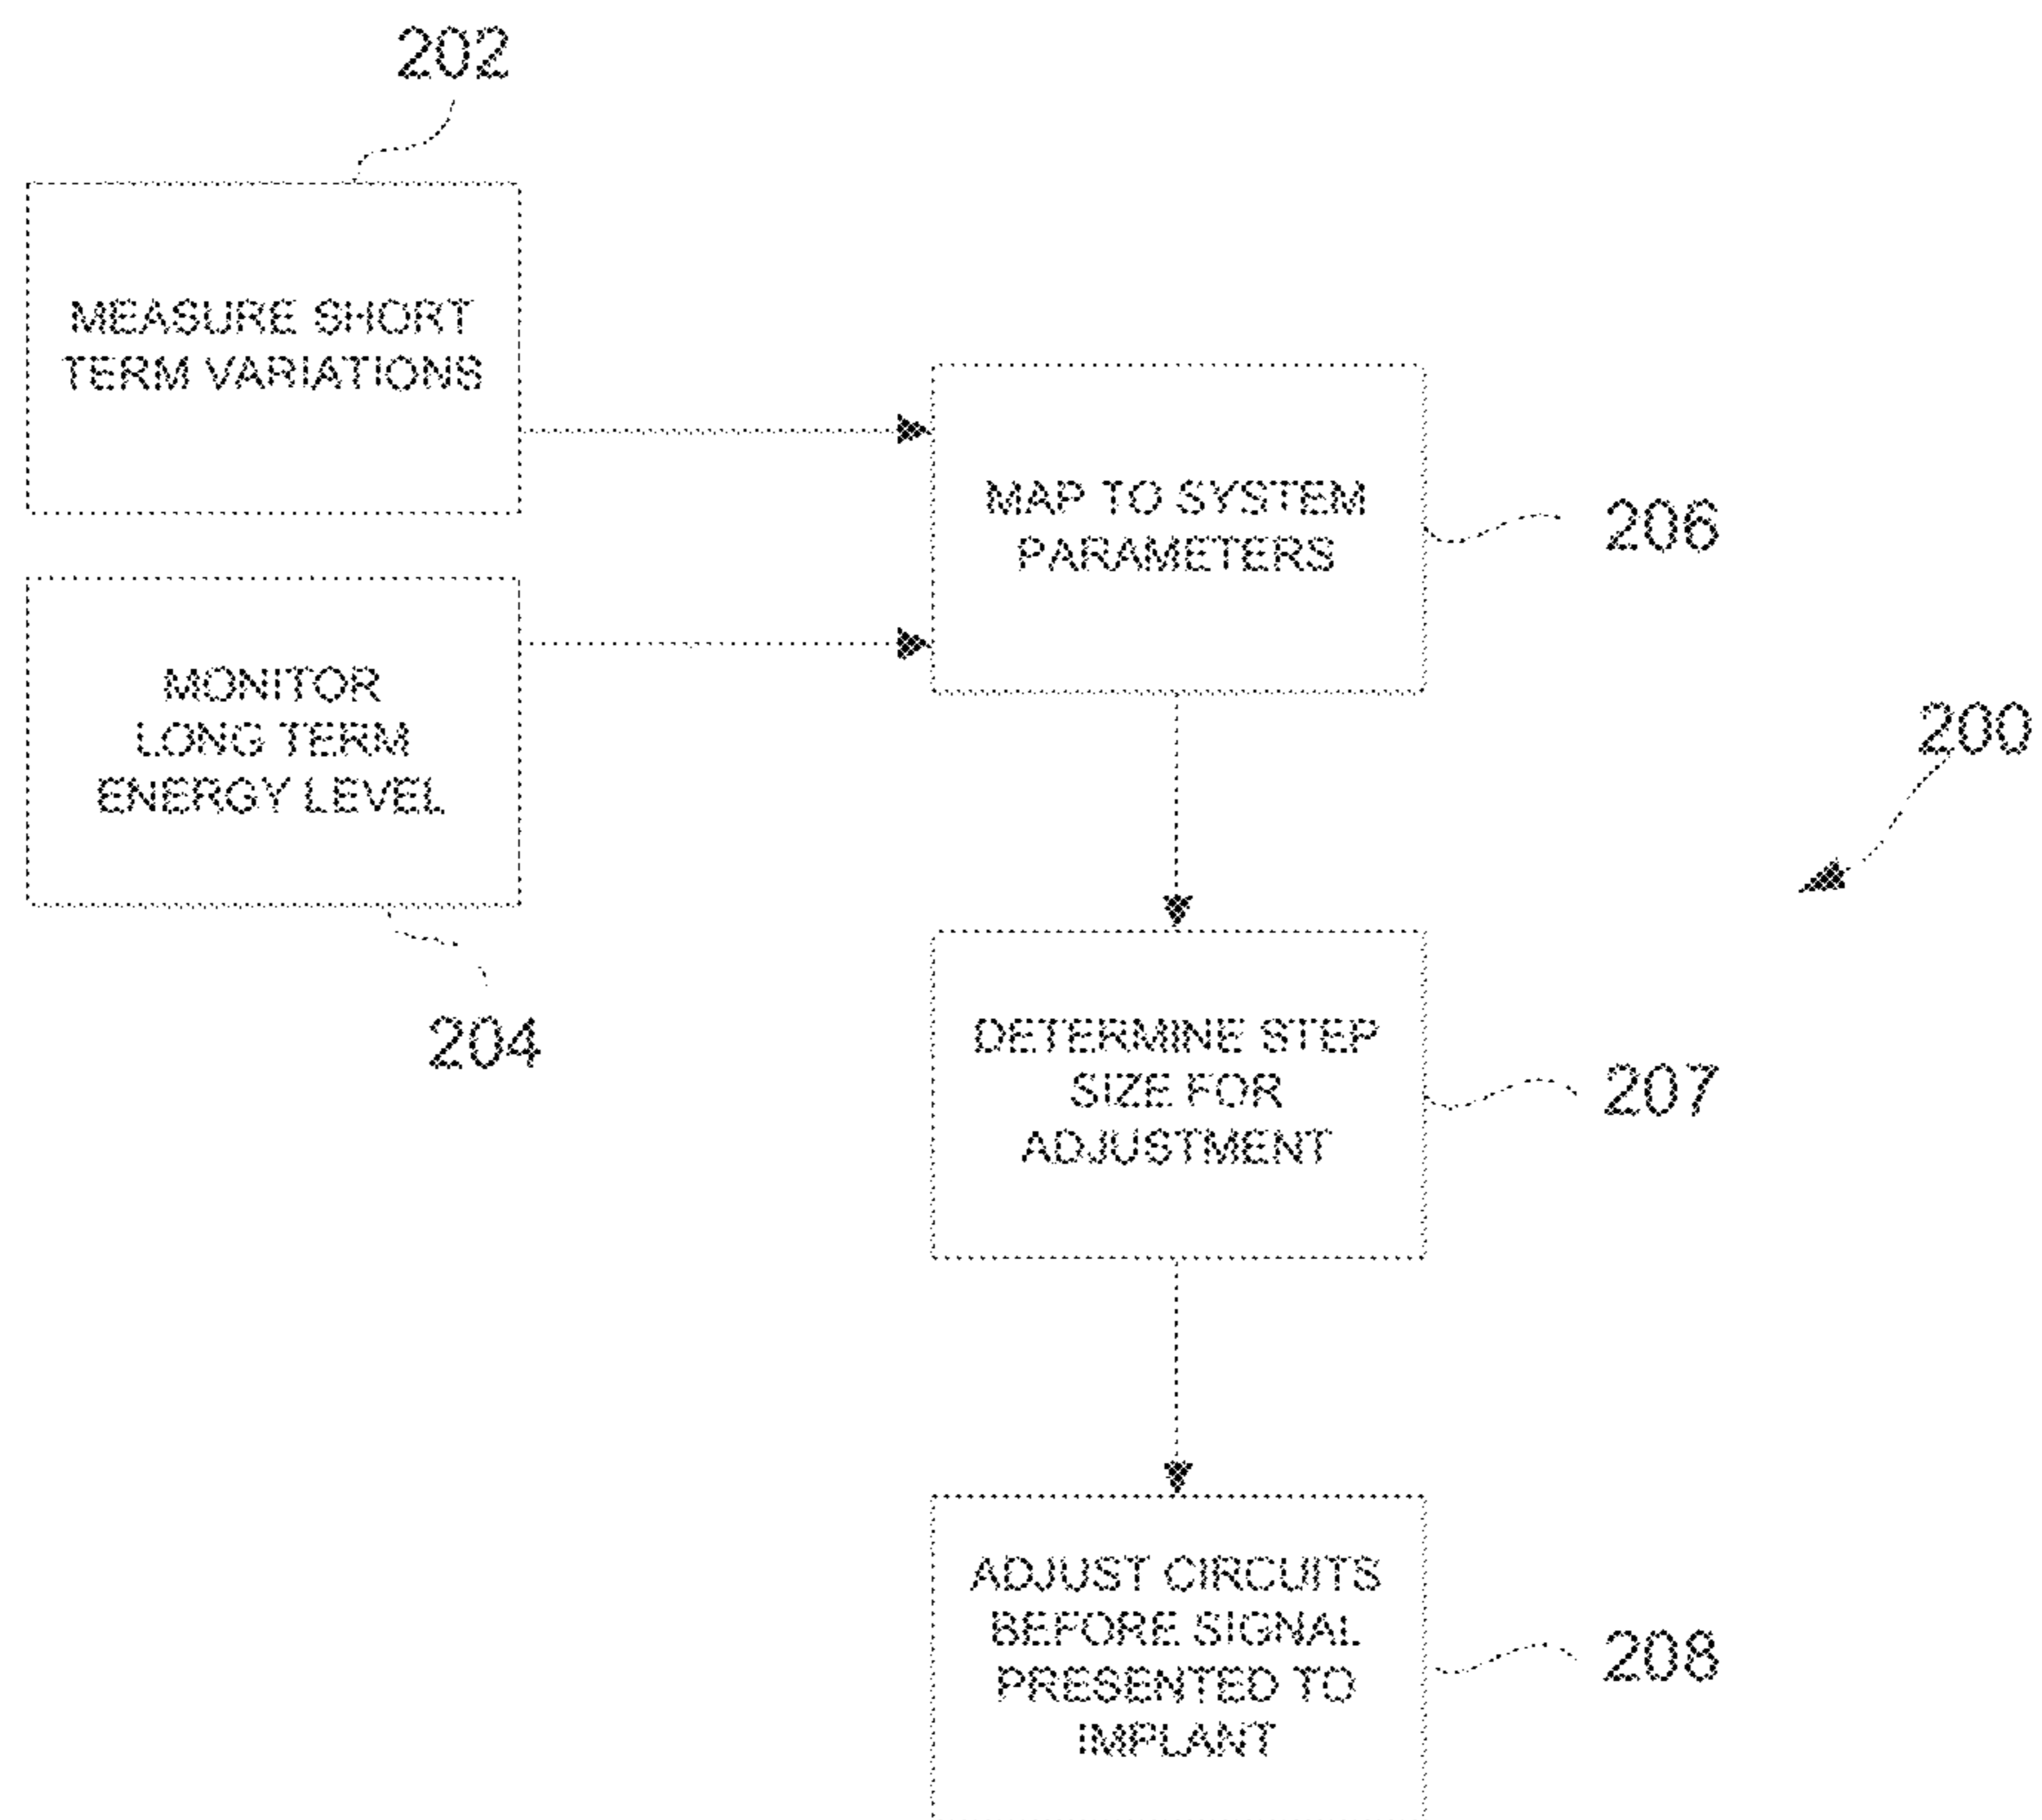 202
MEASURE SHORT
TERM VARIATIONS
MAP TO SYSTEM
PARAMETERS
206
MONITOR
LONG TERM
ENERGY LEVEL
200
204
DETERMINE STEP
SIZE FOR
ADJUSTMENT
207
ADJUST CIRCUITS
BEFORE SIGNAL
PRESENTED TO
IMPLANT
208